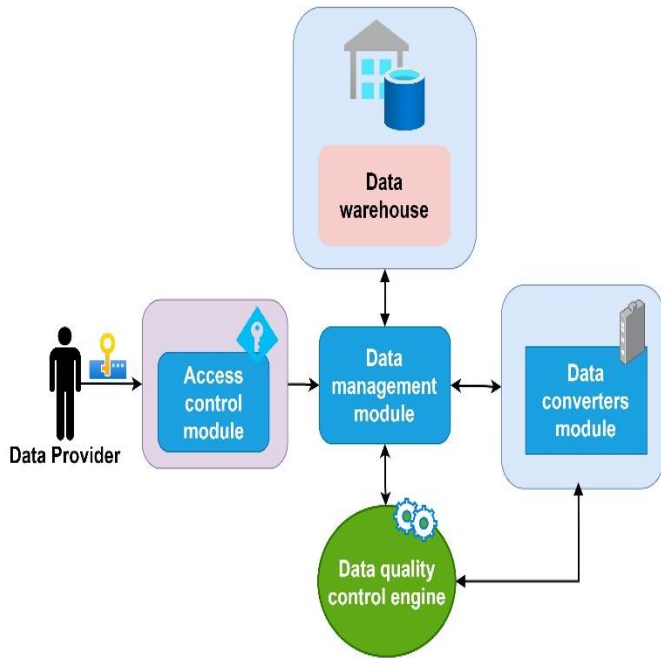 Data
warehouse
Data Provider
Access
control
module
Data
management
module
Data
converters
module
Data quality
control engine